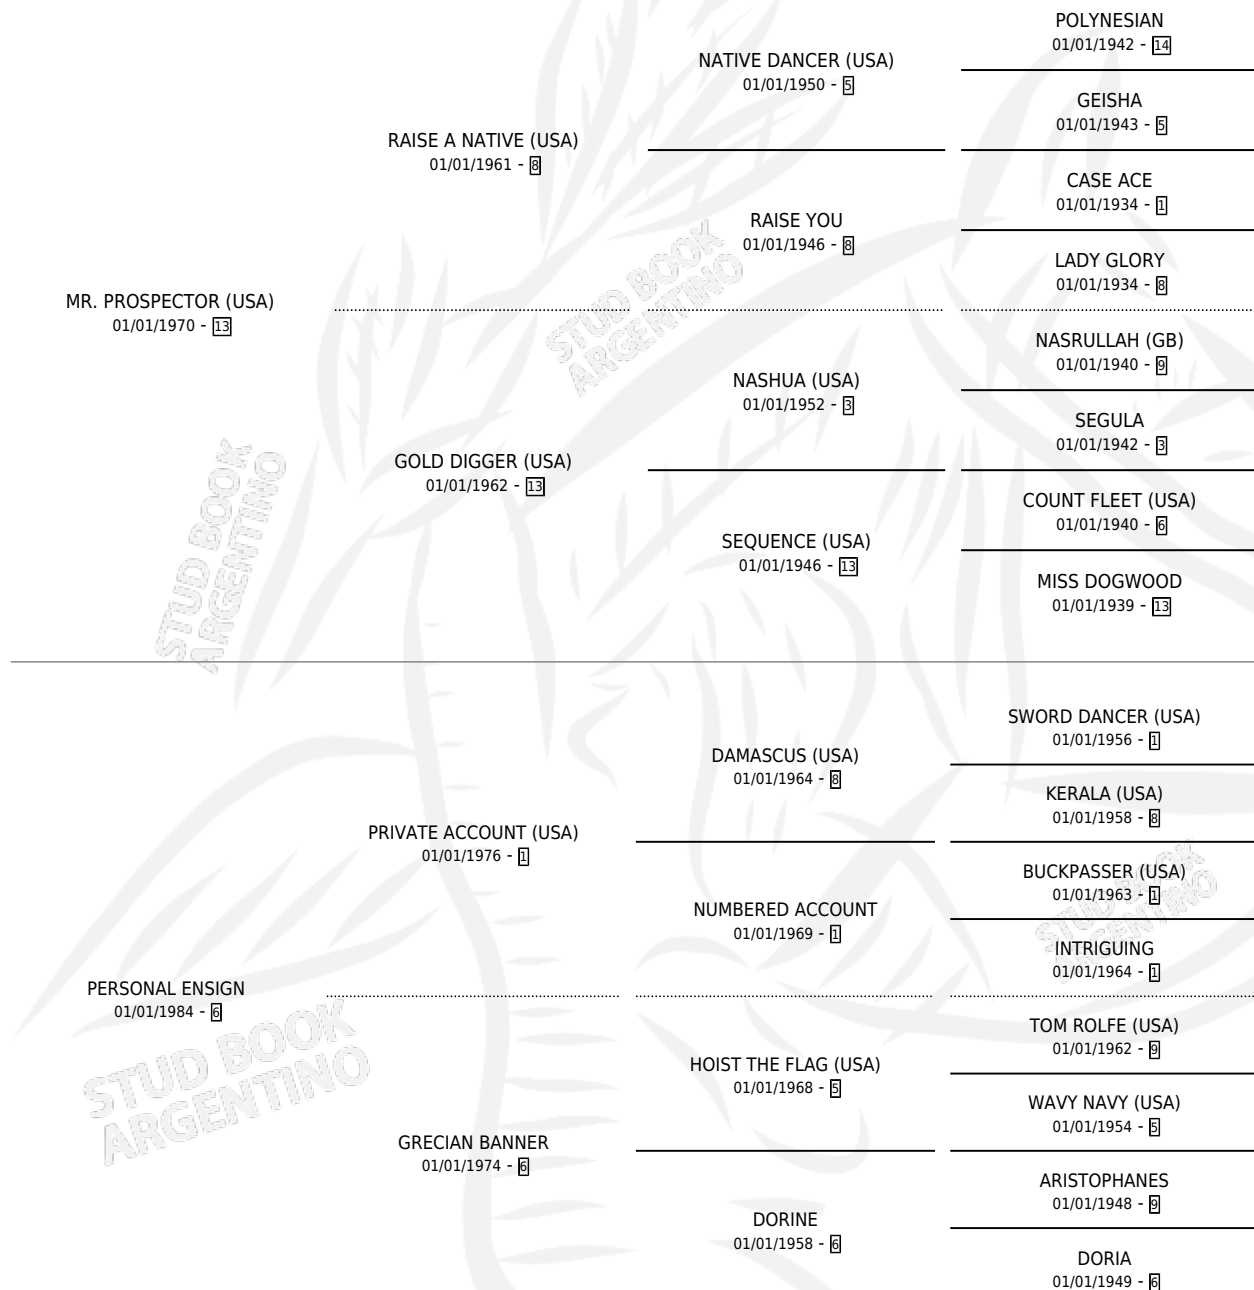 POLYNESIAN
01/01/1942 - 14
NATIVE DANCER (USA)
01/01/1950 - 5
GEISHA
01/01/1943 - 5
RAISE A NATIVE (USA)
01/01/1961 - 8
CASE ACE
01/01/1934 - 1
RAISE YOU
01/01/1946 - 8
LADY GLORY
01/01/1934 - 8
MR. PROSPECTOR (USA)
01/01/1970 - 13
NASRULLAH (GB)
01/01/1940 - 9
NASHUA (USA)
01/01/1952 - 3
SEGULA
01/01/1942 - 3
GOLD DIGGER (USA)
01/01/1962 - 13
COUNT FLEET (USA)
01/01/1940 - 6
SEQUENCE (USA)
01/01/1946 - 13
MISS DOGWOOD
01/01/1939 - 13
SWORD DANCER (USA)
01/01/1956 - 1
DAMASCUS (USA)
01/01/1964 - 8
KERALA (USA)
01/01/1958 - 8
PRIVATE ACCOUNT (USA)
01/01/1976 - 1
BUCKPASSER (USA)
01/01/1963 - 1
NUMBERED ACCOUNT
01/01/1969 - 1
INTRIGUING
01/01/1964 - 1
PERSONAL ENSIGN
01/01/1984 - 6
TOM ROLFE (USA)
01/01/1962 - 9
HOIST THE FLAG (USA)
01/01/1968 - 5
WAVY NAVY (USA)
01/01/1954 - 5
GRECIAN BANNER
01/01/1974 - 6
ARISTOPHANES
01/01/1948 - 9
DORINE
01/01/1958 - 6
DORIA
01/01/1949 - 6
STUD BOOK
ARGENTINO
STUD BOOK
ARGENTINO
STUD BOOK
ARGENTINO
STUD BOOK
ARGENTINO